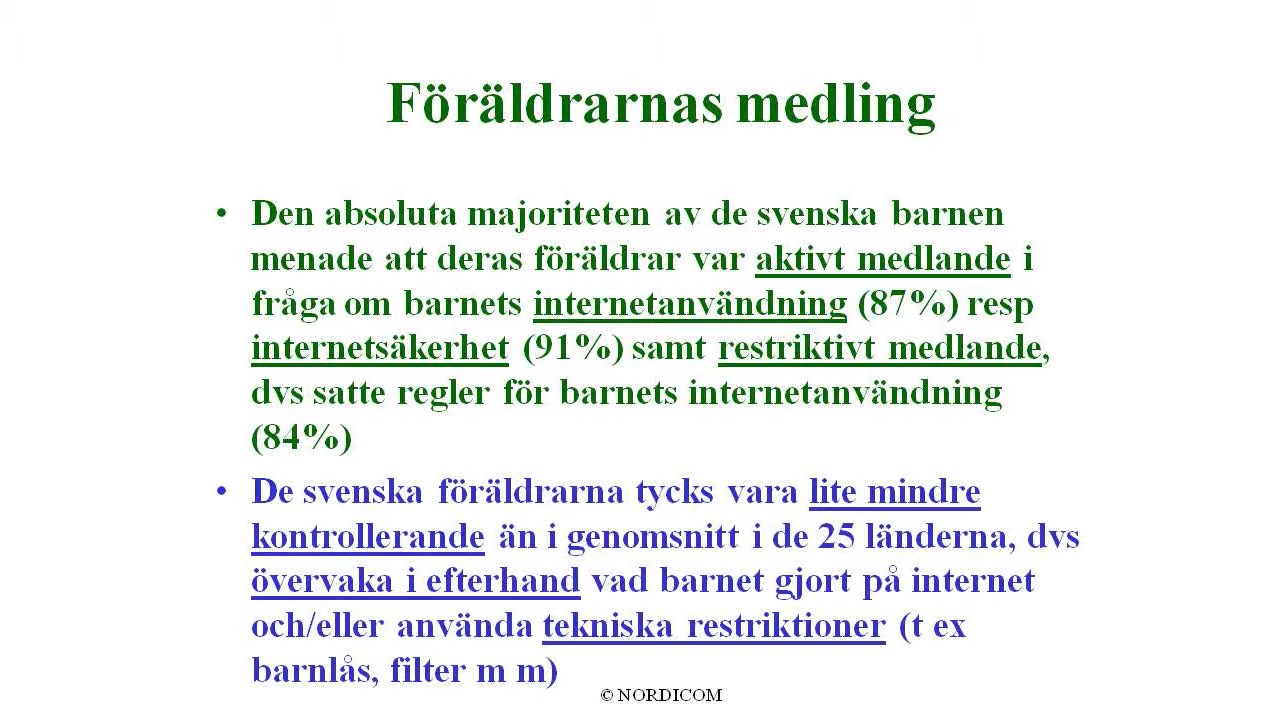 Föräldrarnas medling
• Den absoluta majoriteten av de svenska barnen
menade att deras föräldrar var aktivt medlande i
fråga om barnets internetanvändning (87%) resp
internetsäkerhet (91%) samt restriktivt medlande,
dvs satte regler för barnets internetanvändning
(84%)
• De svenska föräldrarna tycks vara lite mindre
kontrollerande än i genomsnitt i de 25 länderna, dvs
övervaka i efterhand vad barnet gjort på internet
och/eller använda tekniska restriktioner (t ex
barnlås, filter m m)
© NORDICOM